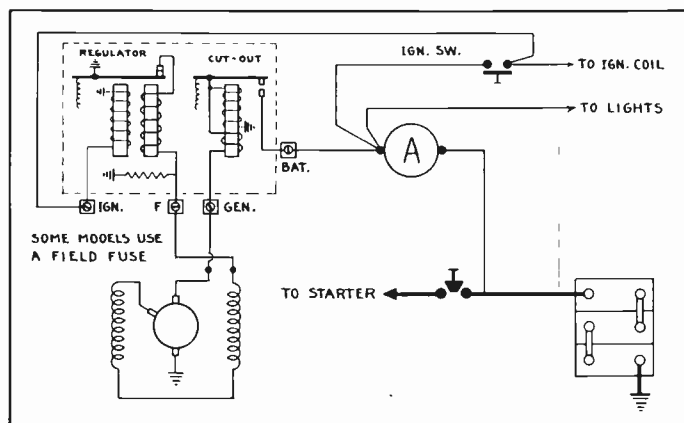 REGULATOR
CUT-OUT
IGN. SW.
TO IGN. COIL
TO LIGHTS
A
BAT.
IGN.
F
GEN.
SOME MODELS USE
A FIELD FUSE
TO STARTER